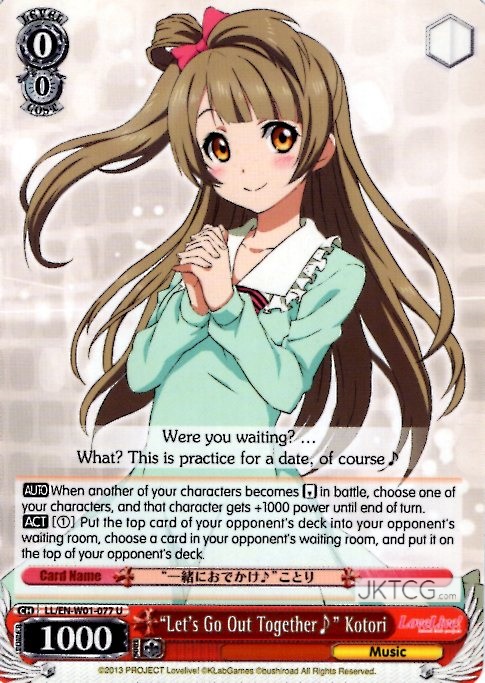 LEVEL
0
0
COST
Were you waiting? ...
What? This is practice for a date, of course♪
AUTO When another of your characters becomes [ ] in battle, choose one of
your characters, and that character gets +1000 power until end of turn.
ACT [①] Put the top card of your opponent's deck into your opponent's
waiting room, choose a card in your opponent's waiting room, and put it on
the top of your opponent's deck.
Card Name "一緒におでかけ♪"ことり
JKTCG.com
CH LL/EN-W01-077 U
POWER 1000 SOUL
"Let's Go Out Together♪" Kotori
LoveLive!
Music
©2013 PROJECT Lovelive! ©KLabGames ©bushiroad All Rights Reserved.